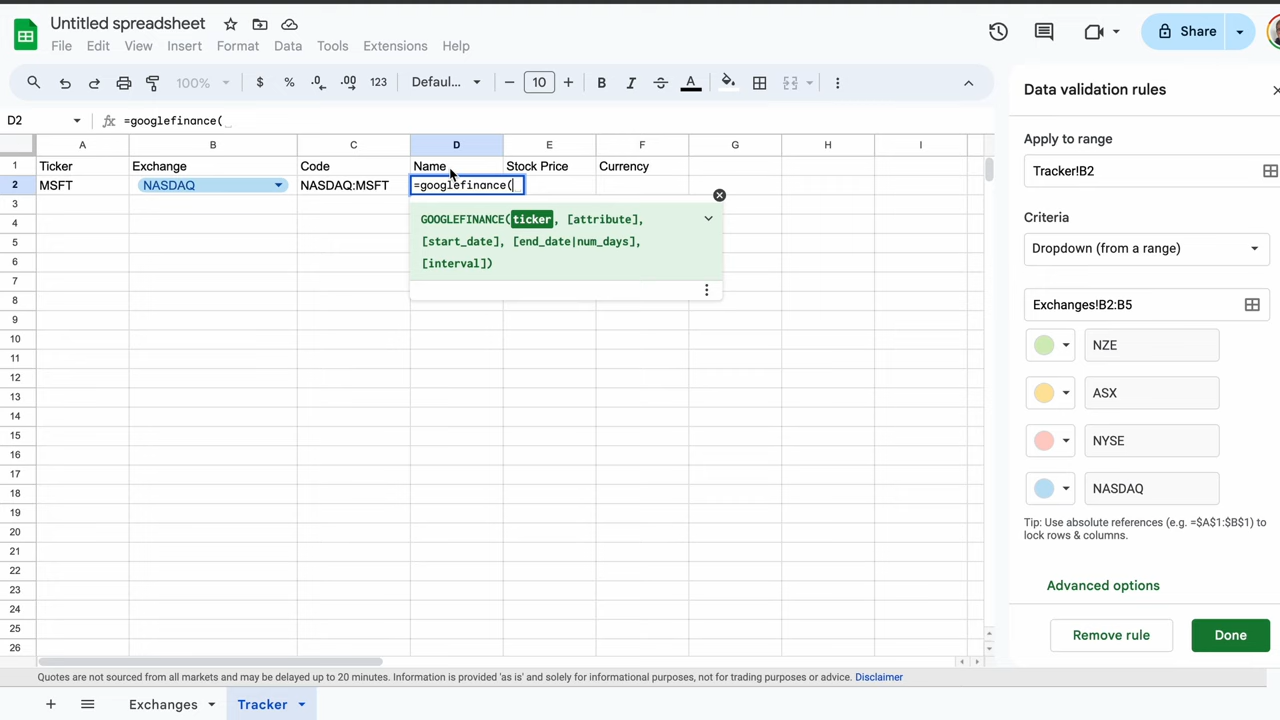 Untitled spreadsheet
File Edit View Insert Format Data Tools Extensions Help
Share
100% $ % .0 .00 123 Defaul... 10 B I A
D2 fx =googlefinance(
A B C D E F G H I
1 Ticker Exchange Code Name Stock Price Currency
2 MSFT NASDAQ NASDAQ:MSFT =googlefinance(
3
4
5
6
7
8
9
10
11
12
13
14
15
16
17
18
19
20
21
22
23
24
25
26
GOOGLEFINANCE(ticker, [attribute],
[start_date], [end_date|num_days],
[interval])
Quotes are not sourced from all markets and may be delayed up to 20 minutes. Information is provided 'as is' and solely for informational purposes, not for trading purposes or advice. Disclaimer
Exchanges Tracker
Data validation rules
Apply to range
Tracker!B2
Criteria
Dropdown (from a range)
Exchanges!B2:B5
NZE
ASX
NYSE
NASDAQ
Tip: Use absolute references (e.g. =$A$1:$B$1) to
lock rows & columns.
Advanced options
Remove rule Done